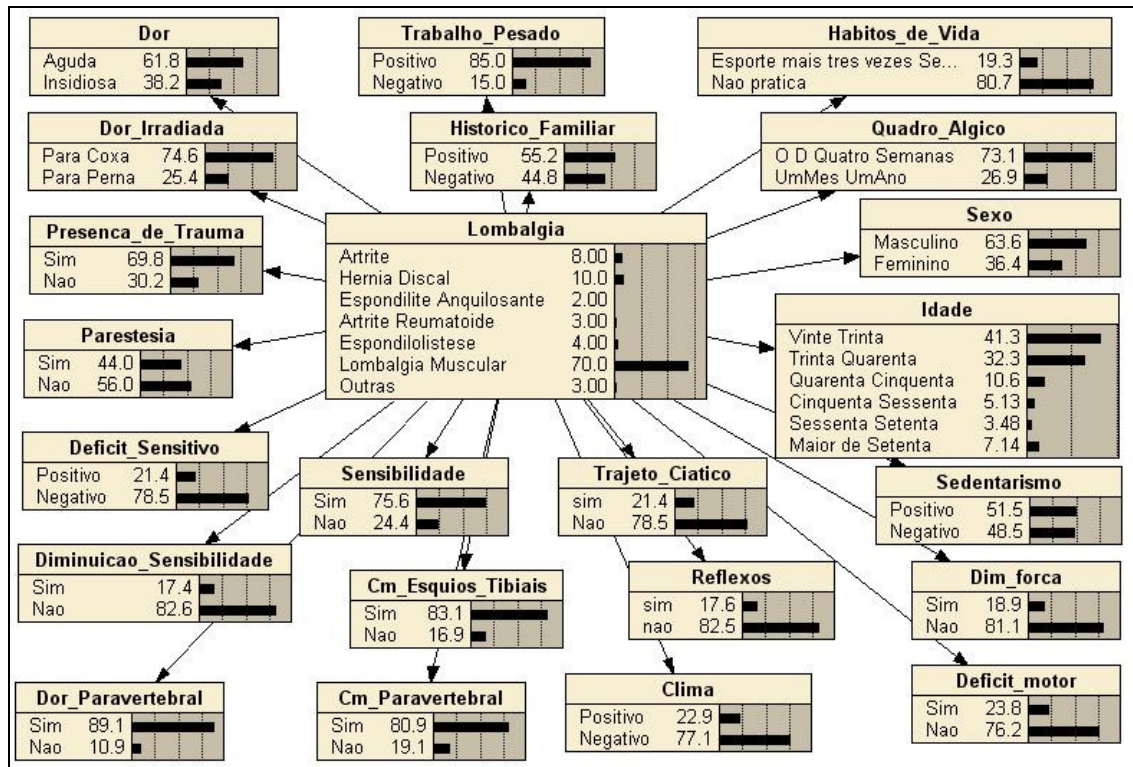 Dor
Aguda 61.8
Insidiosa 38.2
Trabalho_Pesado
Positivo 85.0
Negativo 15.0
Habitos_de_Vida
Esporte mais tres vezes Se... 19.3
Nao pratica 80.7
Dor_Irradiada
Para Coxa 74.6
Para Perna 25.4
Historico_Familiar
Positivo 55.2
Negativo 44.8
Quadro_Algico
O D Quatro Semanas 73.1
UmMes UmAno 26.9
Presenca_de_Trauma
Sim 69.8
Nao 30.2
Lombalgia
Artrite 8.00
Hernia Discal 10.0
Espondilite Anquilosante 2.00
Artrite Reumatoide 3.00
Espondilolistese 4.00
Lombalgia Muscular 70.0
Outras 3.00
Sexo
Masculino 63.6
Feminino 36.4
Parestesia
Sim 44.0
Nao 56.0
Idade
Vinte Trinta 41.3
Trinta Quarenta 32.3
Quarenta Cinquenta 10.6
Cinquenta Sessenta 5.13
Sessenta Setenta 3.48
Maior de Setenta 7.14
Deficit_Sensitivo
Positivo 21.4
Negativo 78.5
Sensibilidade
Sim 75.6
Nao 24.4
Trajeto_Ciatico
sim 21.4
Nao 78.5
Sedentarismo
Positivo 51.5
Negativo 48.5
Diminuicao_Sensibilidade
Sim 17.4
Nao 82.6
Cm_Esquios_Tibiais
Sim 83.1
Nao 16.9
Reflexos
sim 17.6
nao 82.5
Dim_forca
Sim 18.9
Nao 81.1
Dor_Paravertebral
Sim 89.1
Nao 10.9
Cm_Paravertebral
Sim 80.9
Nao 19.1
Clima
Positivo 22.9
Negativo 77.1
Deficit_motor
Sim 23.8
Nao 76.2